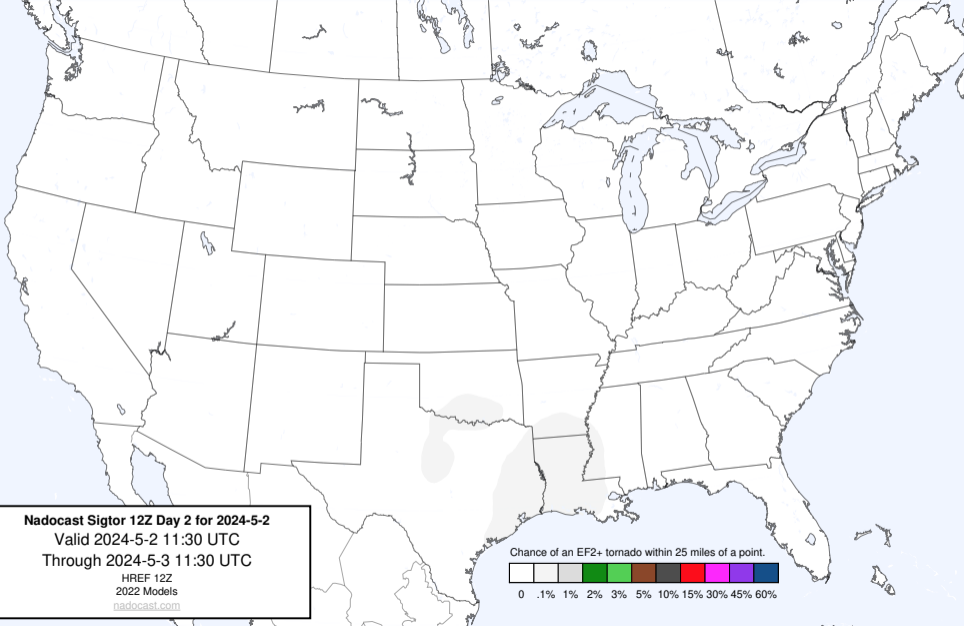 Nadocast Sigtor 12Z Day 2 for 2024-5-2
Valid 2024-5-2 11:30 UTC
Through 2024-5-3 11:30 UTC
HREF 12Z
2022 Models
nadocast.com
Chance of an EF2+ tornado within 25 miles of a point.
0 .1% 1% 2% 3% 5% 10% 15% 30% 45% 60%